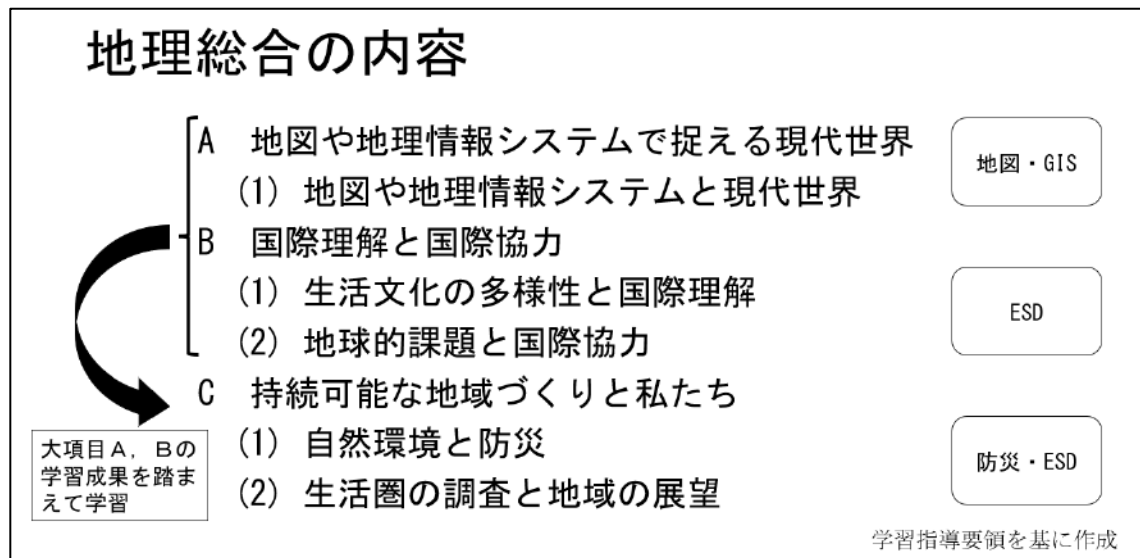 地理総合の内容
A 地図や地理情報システムで捉える現代世界
(1) 地図や地理情報システムと現代世界
地図・GIS
B 国際理解と国際協力
(1) 生活文化の多様性と国際理解
(2) 地球的課題と国際協力
ESD
C 持続可能な地域づくりと私たち
(1) 自然環境と防災
(2) 生活圏の調査と地域の展望
防災・ESD
大項目A，Bの
学習成果を踏ま
えて学習
学習指導要領を基に作成